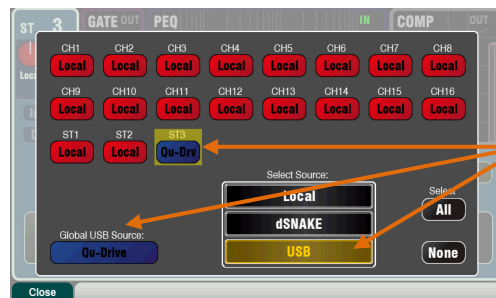 ST 3 GATE OUT PEQ IN COMP OUT
CH1 CH2 CH3 CH4 CH5 CH6 CH7 CH8
Local Local Local Local Local Local Local Local
CH9 CH10 CH11 CH12 CH13 CH14 CH15 CH16
Local Local Local Local Local Local Local Local
ST1 ST2 ST3
Local Local Qu-Drv
Select Source:
Local
dSNAKE
USB
Select
All
None
Global USB Source:
Qu-Drive
Close